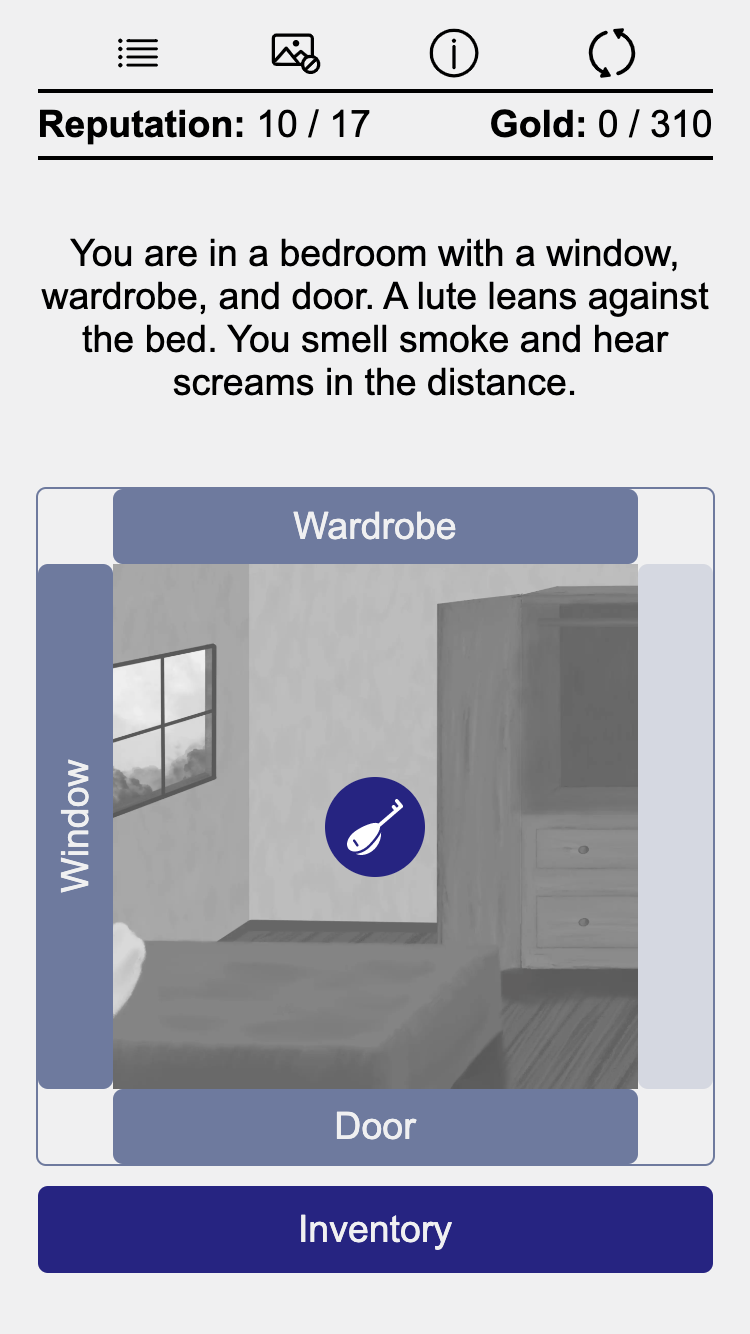 Reputation: 10 / 17 Gold: 0 / 310
You are in a bedroom with a window,
wardrobe, and door. A lute leans against
the bed. You smell smoke and hear
screams in the distance.
Wardrobe
Window
Door
Inventory